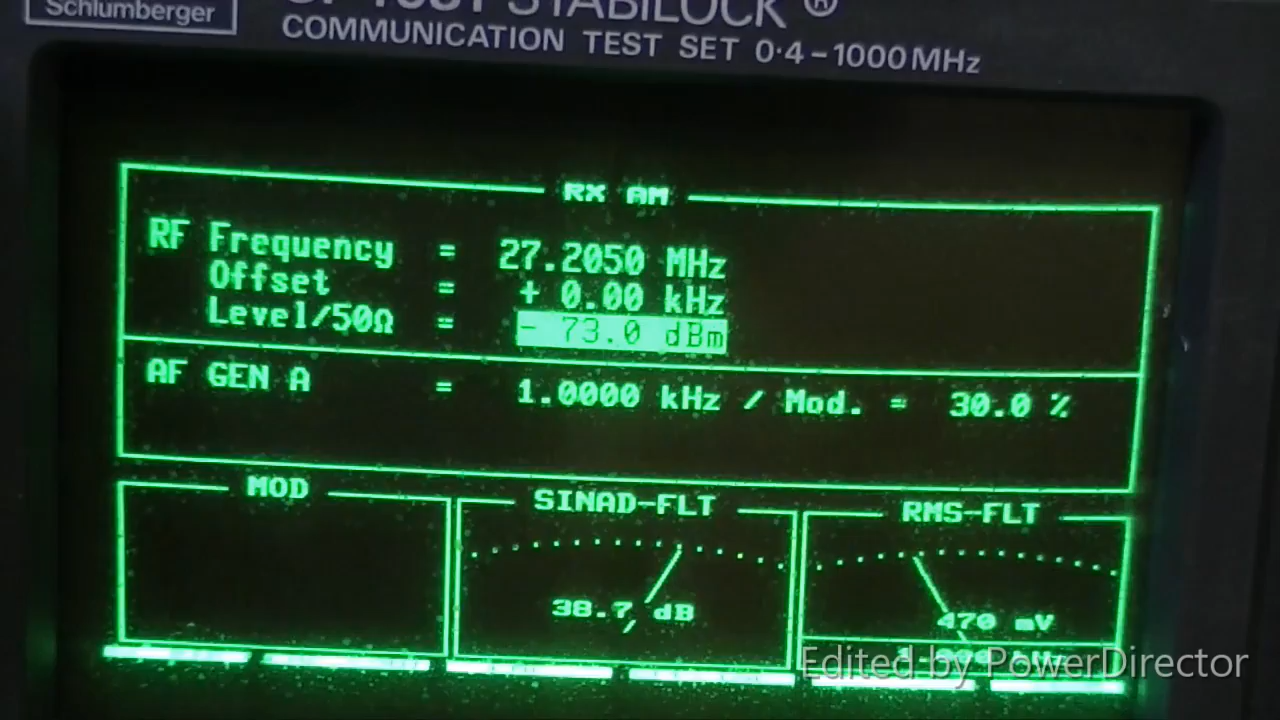 Schlumberger
STABILOCK ®
COMMUNICATION TEST SET 0·4-1000MHz
RX AM
RF Frequency = 27.2050 MHz
Offset = + 0.00 kHz
Level/50Ω = - 73.0 dBm
AF GEN A = 1.0000 kHz / Mod. = 30.0 %
MOD
SINAD-FLT
RMS-FLT
38.7 dB
470 mV
kHz
Edited by PowerDirector